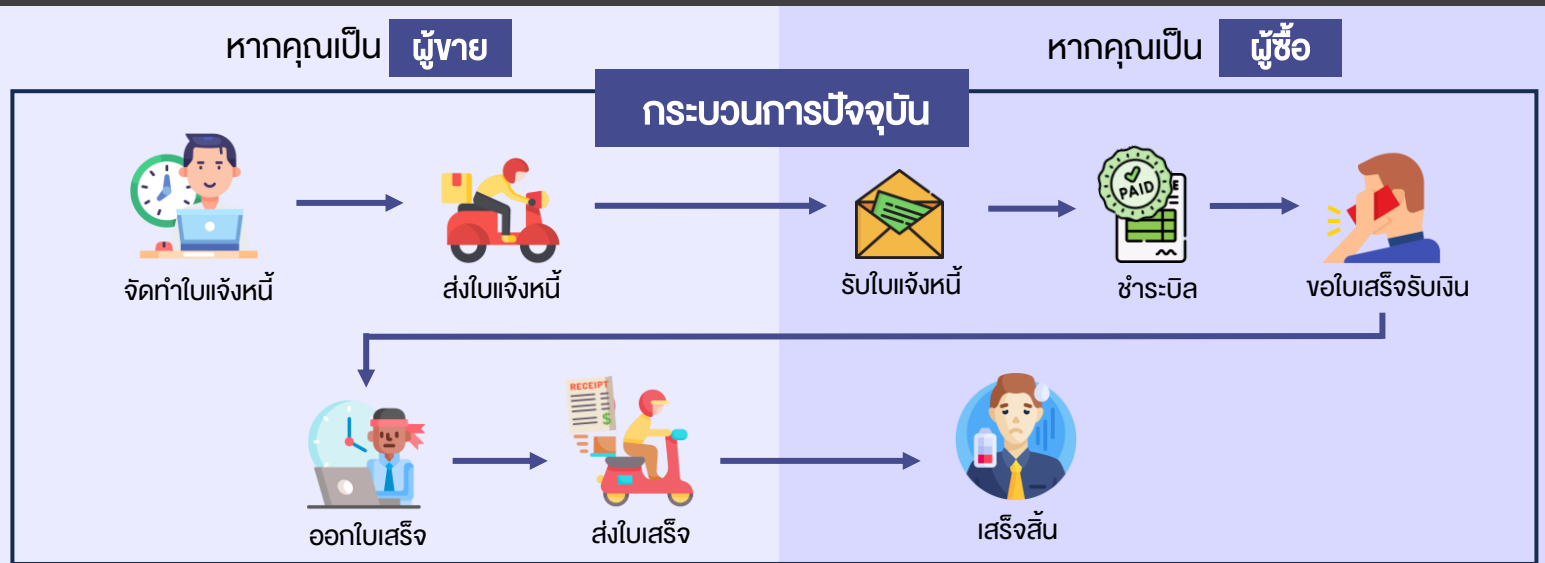 หากคุณเป็น ผู้ขาย
หากคุณเป็น ผู้ซื้อ
กระบวนการปัจจุบัน
PAID
E
จัดทำใบแจ้งหนี้
ส่งใบแจ้งหนี้
รับใบแจ้งหนี้
ชำระบิล
ขอใบเสร็จรับเงิน
RECEIPT
$
ออกใบเสร็จ
ส่งใบเสร็จ
เสร็จสิ้น